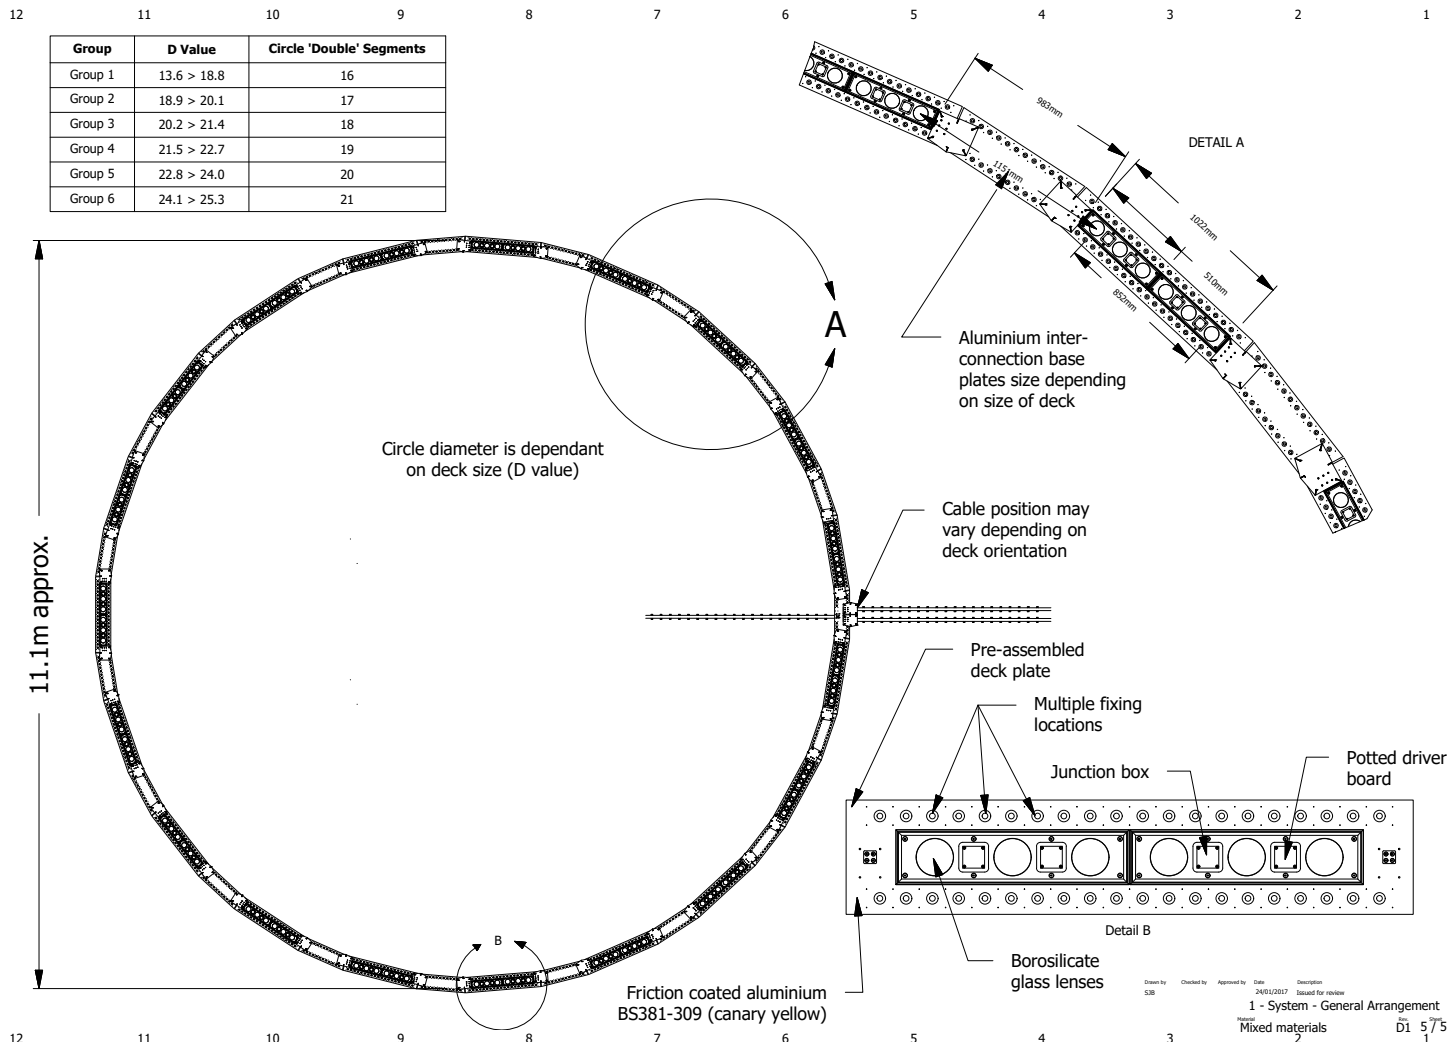 12 11 10 9 8 7 6 5 4 3 2 1
Group D Value Circle 'Double' Segments
Group 1 13.6 > 18.8 16
Group 2 18.9 > 20.1 17
Group 3 20.2 > 21.4 18
Group 4 21.5 > 22.7 19
Group 5 22.8 > 24.0 20
Group 6 24.1 > 25.3 21
983mm
1151mm
DETAIL A
1022mm
510mm
852mm
A
Aluminium inter-
connection base
plates size depending
on size of deck
Circle diameter is dependant
on deck size (D value)
11.1m approx.
Cable position may
vary depending on
deck orientation
Pre-assembled
deck plate
Multiple fixing
locations
Junction box
Potted driver
board
Detail B
B
Borosilicate
glass lenses
Friction coated aluminium
BS381-309 (canary yellow)
Drawn by Checked by Approved by Date Description
SJB 24/01/2017 Issued for review
1 - System - General Arrangement
Material Rev. Sheet
Mixed materials D1 5 / 5
12 11 10 9 8 7 6 5 4 3 2 1